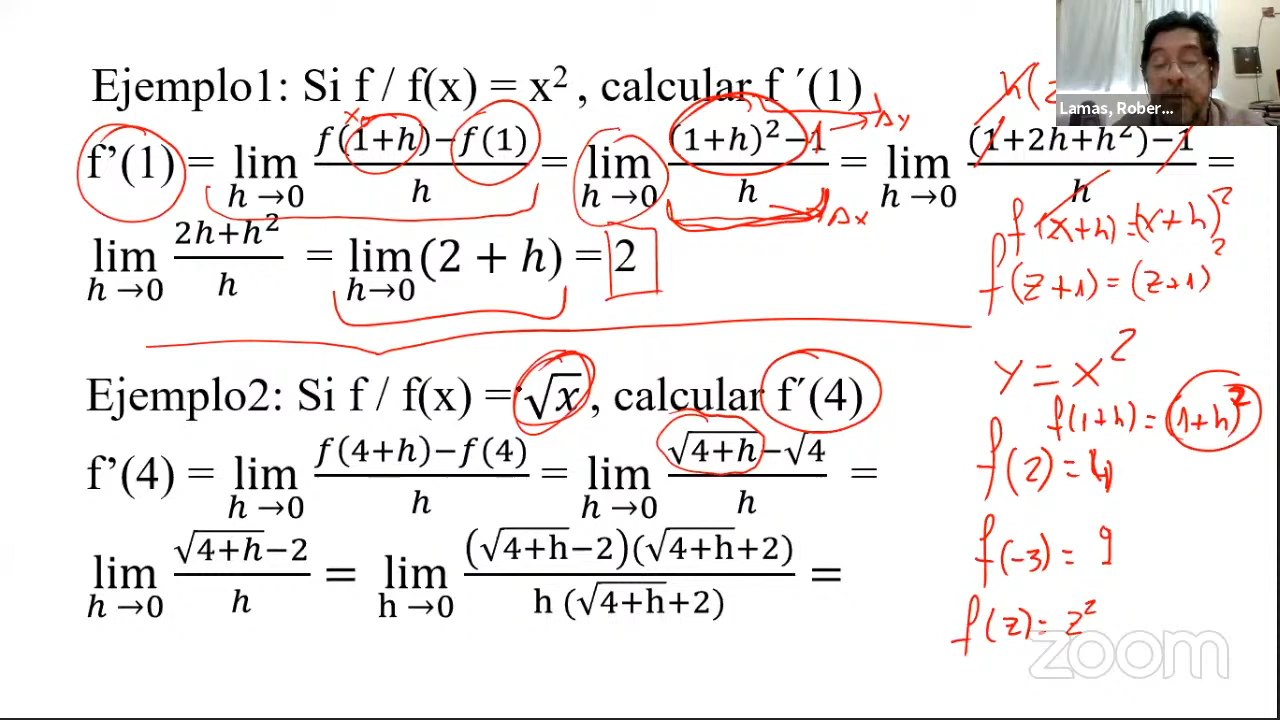 Ejemplo1: Si f / f(x) = x², calcular f ´(1)
f'(1) = lim h→0 (f(1+h)−f(1))/h = lim h→0 ((1+h)²−1)/h = lim h→0 ((1+2h+h²)−1)/h =
lim h→0 (2h+h²)/h = lim h→0 (2 + h) = 2
Ejemplo2: Si f / f(x) = √x, calcular f´(4)
f'(4) = lim h→0 (f(4+h)−f(4))/h = lim h→0 (√4+h−√4)/h =
lim h→0 (√4+h−2)/h = lim h→0 (√4+h−2)(√4+h+2)/h (√4+h+2) =
x₀
Δy
Δx
Lamas, Rober...
f(x+h)=(x+h)²
f(z+1)=(z+1)²
y = x²
f(1+h) = (1+h)²
f(2)=4
f(-3) = 9
f(z)= z²
zoom